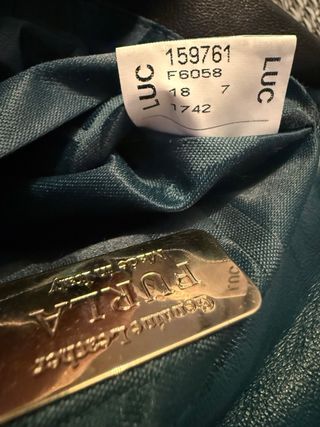 LUC
159761
F6058
18 7
1742
LUC
Genuine Leather
FURLA
Made in Italy
LUC